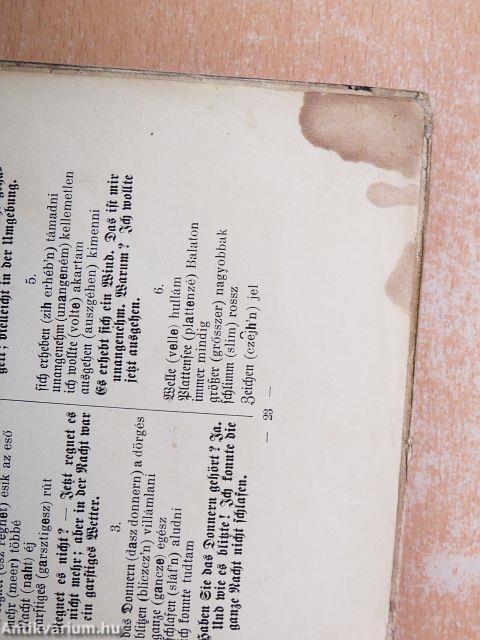 regnet) esik az eső
mehr (meer) többé
Nacht (naht) éj
garſtiges (garsztigesz) rút
Regnet es nicht? — Jetzt regnet es
nicht mehr; aber in der Nacht war
ein garſtiges Wetter.
3.
das Donnern (dasz donnern) a dörgés
blitzen (bliczc'n) villámlani
ganze (gancze) egész
ſchlafen (sláf'n) aludni
ich konnte tudtam
Haben Sie das Donnern gehört? Ja.
Und wie es blitzte! Ich konnte die
ganze Nacht nicht ſchlafen.
vielleicht in der Umgebung.
5.
ſich erheben (zih erhéb'n) támadni
unangenehm (unangeném) kellemetlen
ich wollte (volte) akartam
ausgehen (auszgéhen) kimenni
Es erhebt ſich ein Wind. Das iſt mir
unangenehm. Warum? Ich wollte
jetzt ausgehen.
6.
Welle (velle) hullám
Plattenſee (plattenzé) Balaton
immer mindig
größer (grösszer) nagyobbak
ſchlimm (slim) rossz
Zeichen (czejh'n) jel
— 23 —
Antikvarium.hu